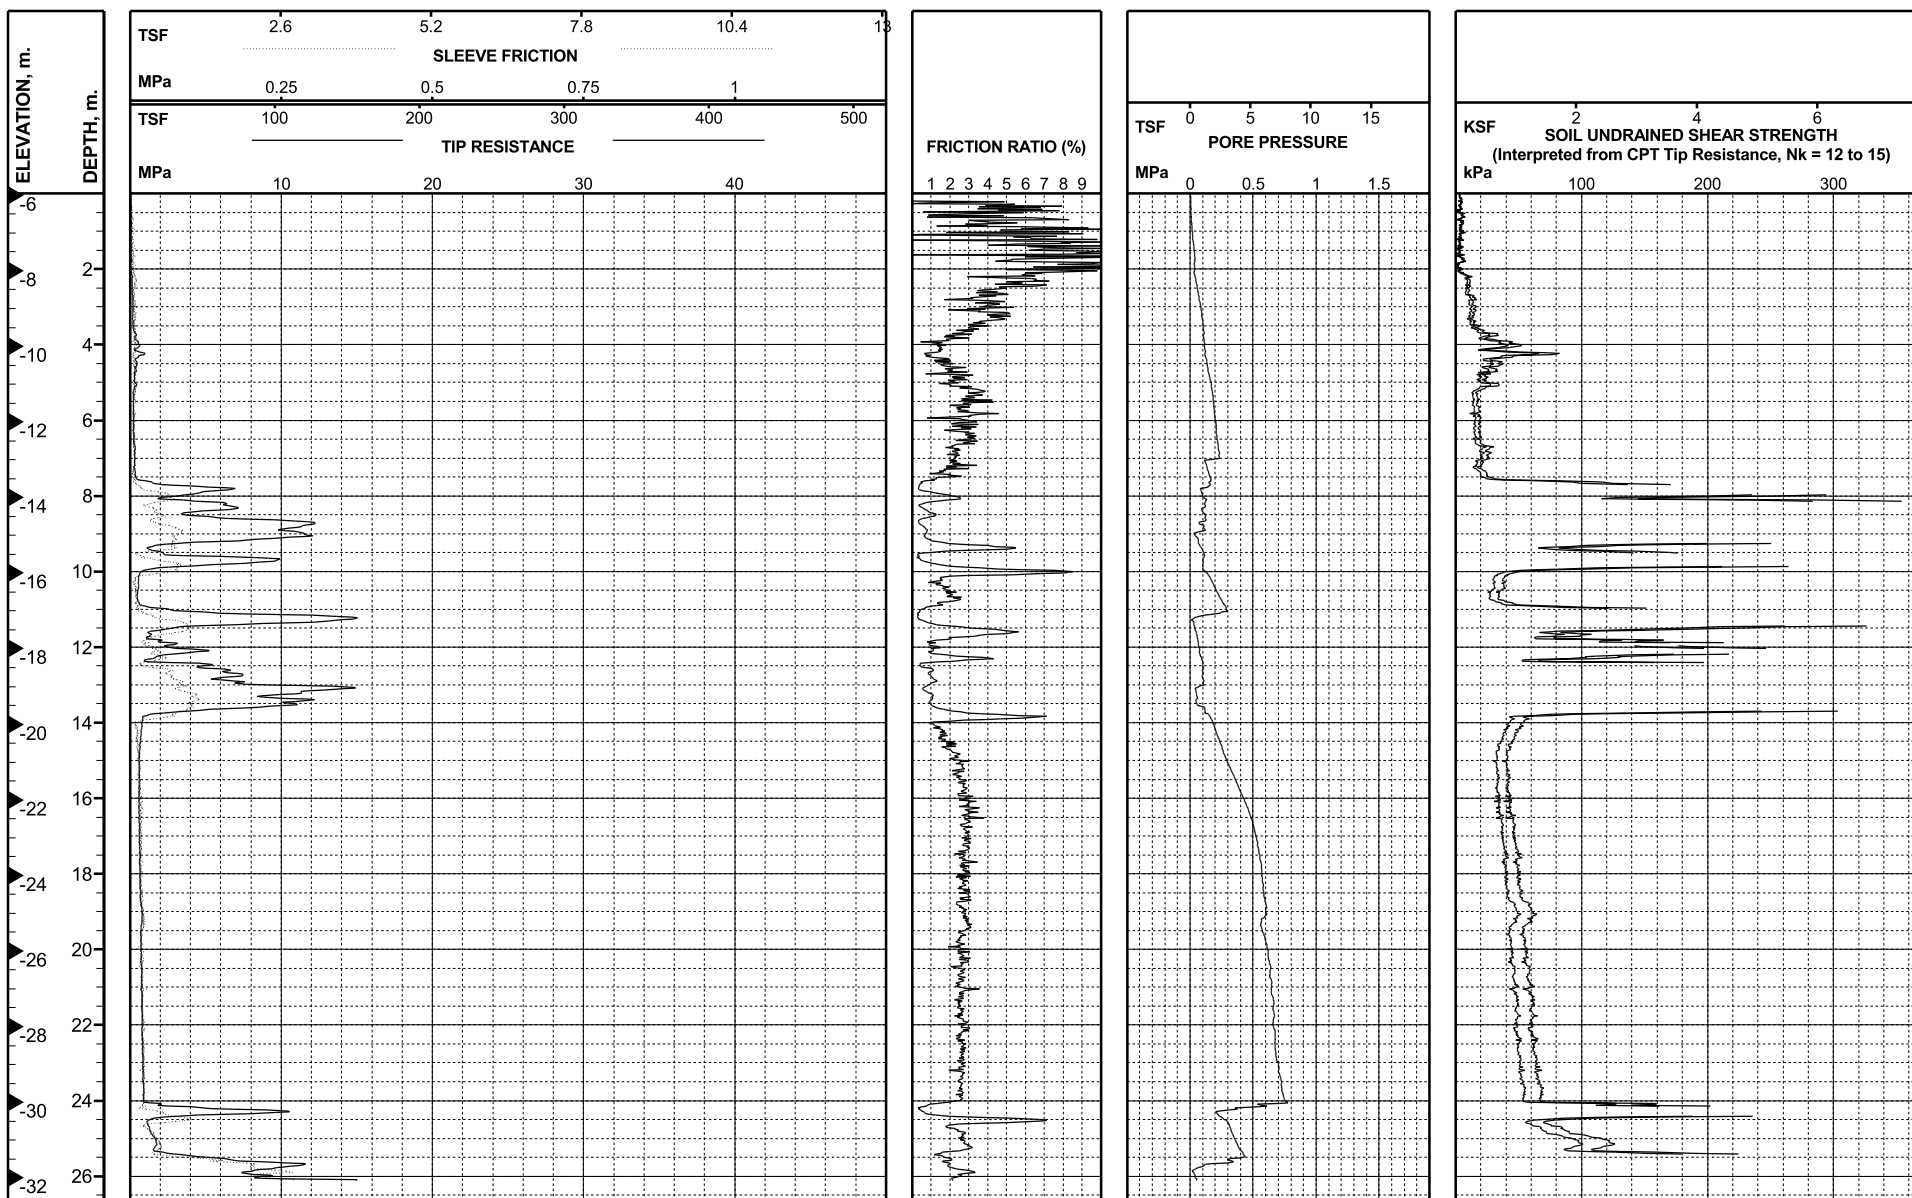 ELEVATION, m.
DEPTH, m.
TSF 2.6 5.2 7.8 10.4 13
SLEEVE FRICTION
MPa 0.25 0.5 0.75 1
TSF 100 200 300 400 500
TIP RESISTANCE
MPa 10 20 30 40
FRICTION RATIO (%)
1 2 3 4 5 6 7 8 9
TSF 0 5 10 15
PORE PRESSURE
MPa 0 0.5 1 1.5
KSF 2 4 6
SOIL UNDRAINED SHEAR STRENGTH
(Interpreted from CPT Tip Resistance, Nk = 12 to 15)
kPa 100 200 300
-6
-8 2
-10 4
-12 6
-14 8
-16 10
-18 12
-20 14
-22 16
-24 18
-26 20
-28 22
-30 24
-32 26